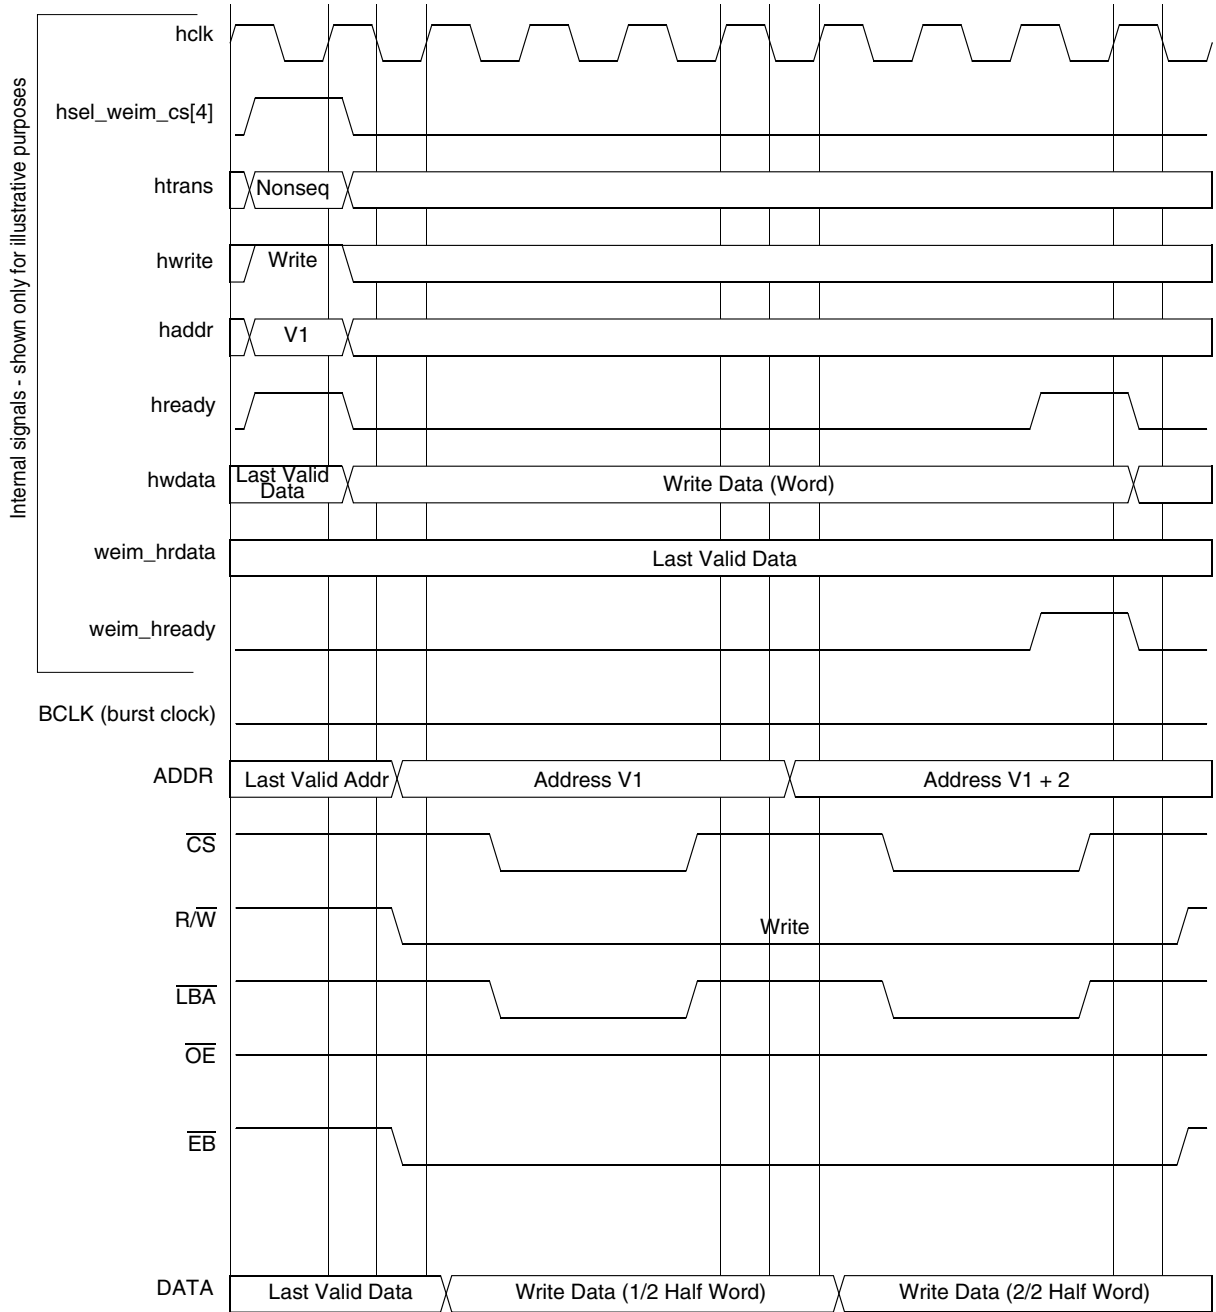 Internal signals - shown only for illustrative purposes
hclk
hsel_weim_cs[4]
htrans
Nonseq
hwrite
Write
haddr
V1
hready
hwdata
Last Valid
Data
Write Data (Word)
weim_hrdata
Last Valid Data
weim_hready
BCLK (burst clock)
ADDR
Last Valid Addr
Address V1
Address V1 + 2
CS
R/W
Write
LBA
OE
EB
DATA
Last Valid Data
Write Data (1/2 Half Word)
Write Data (2/2 Half Word)